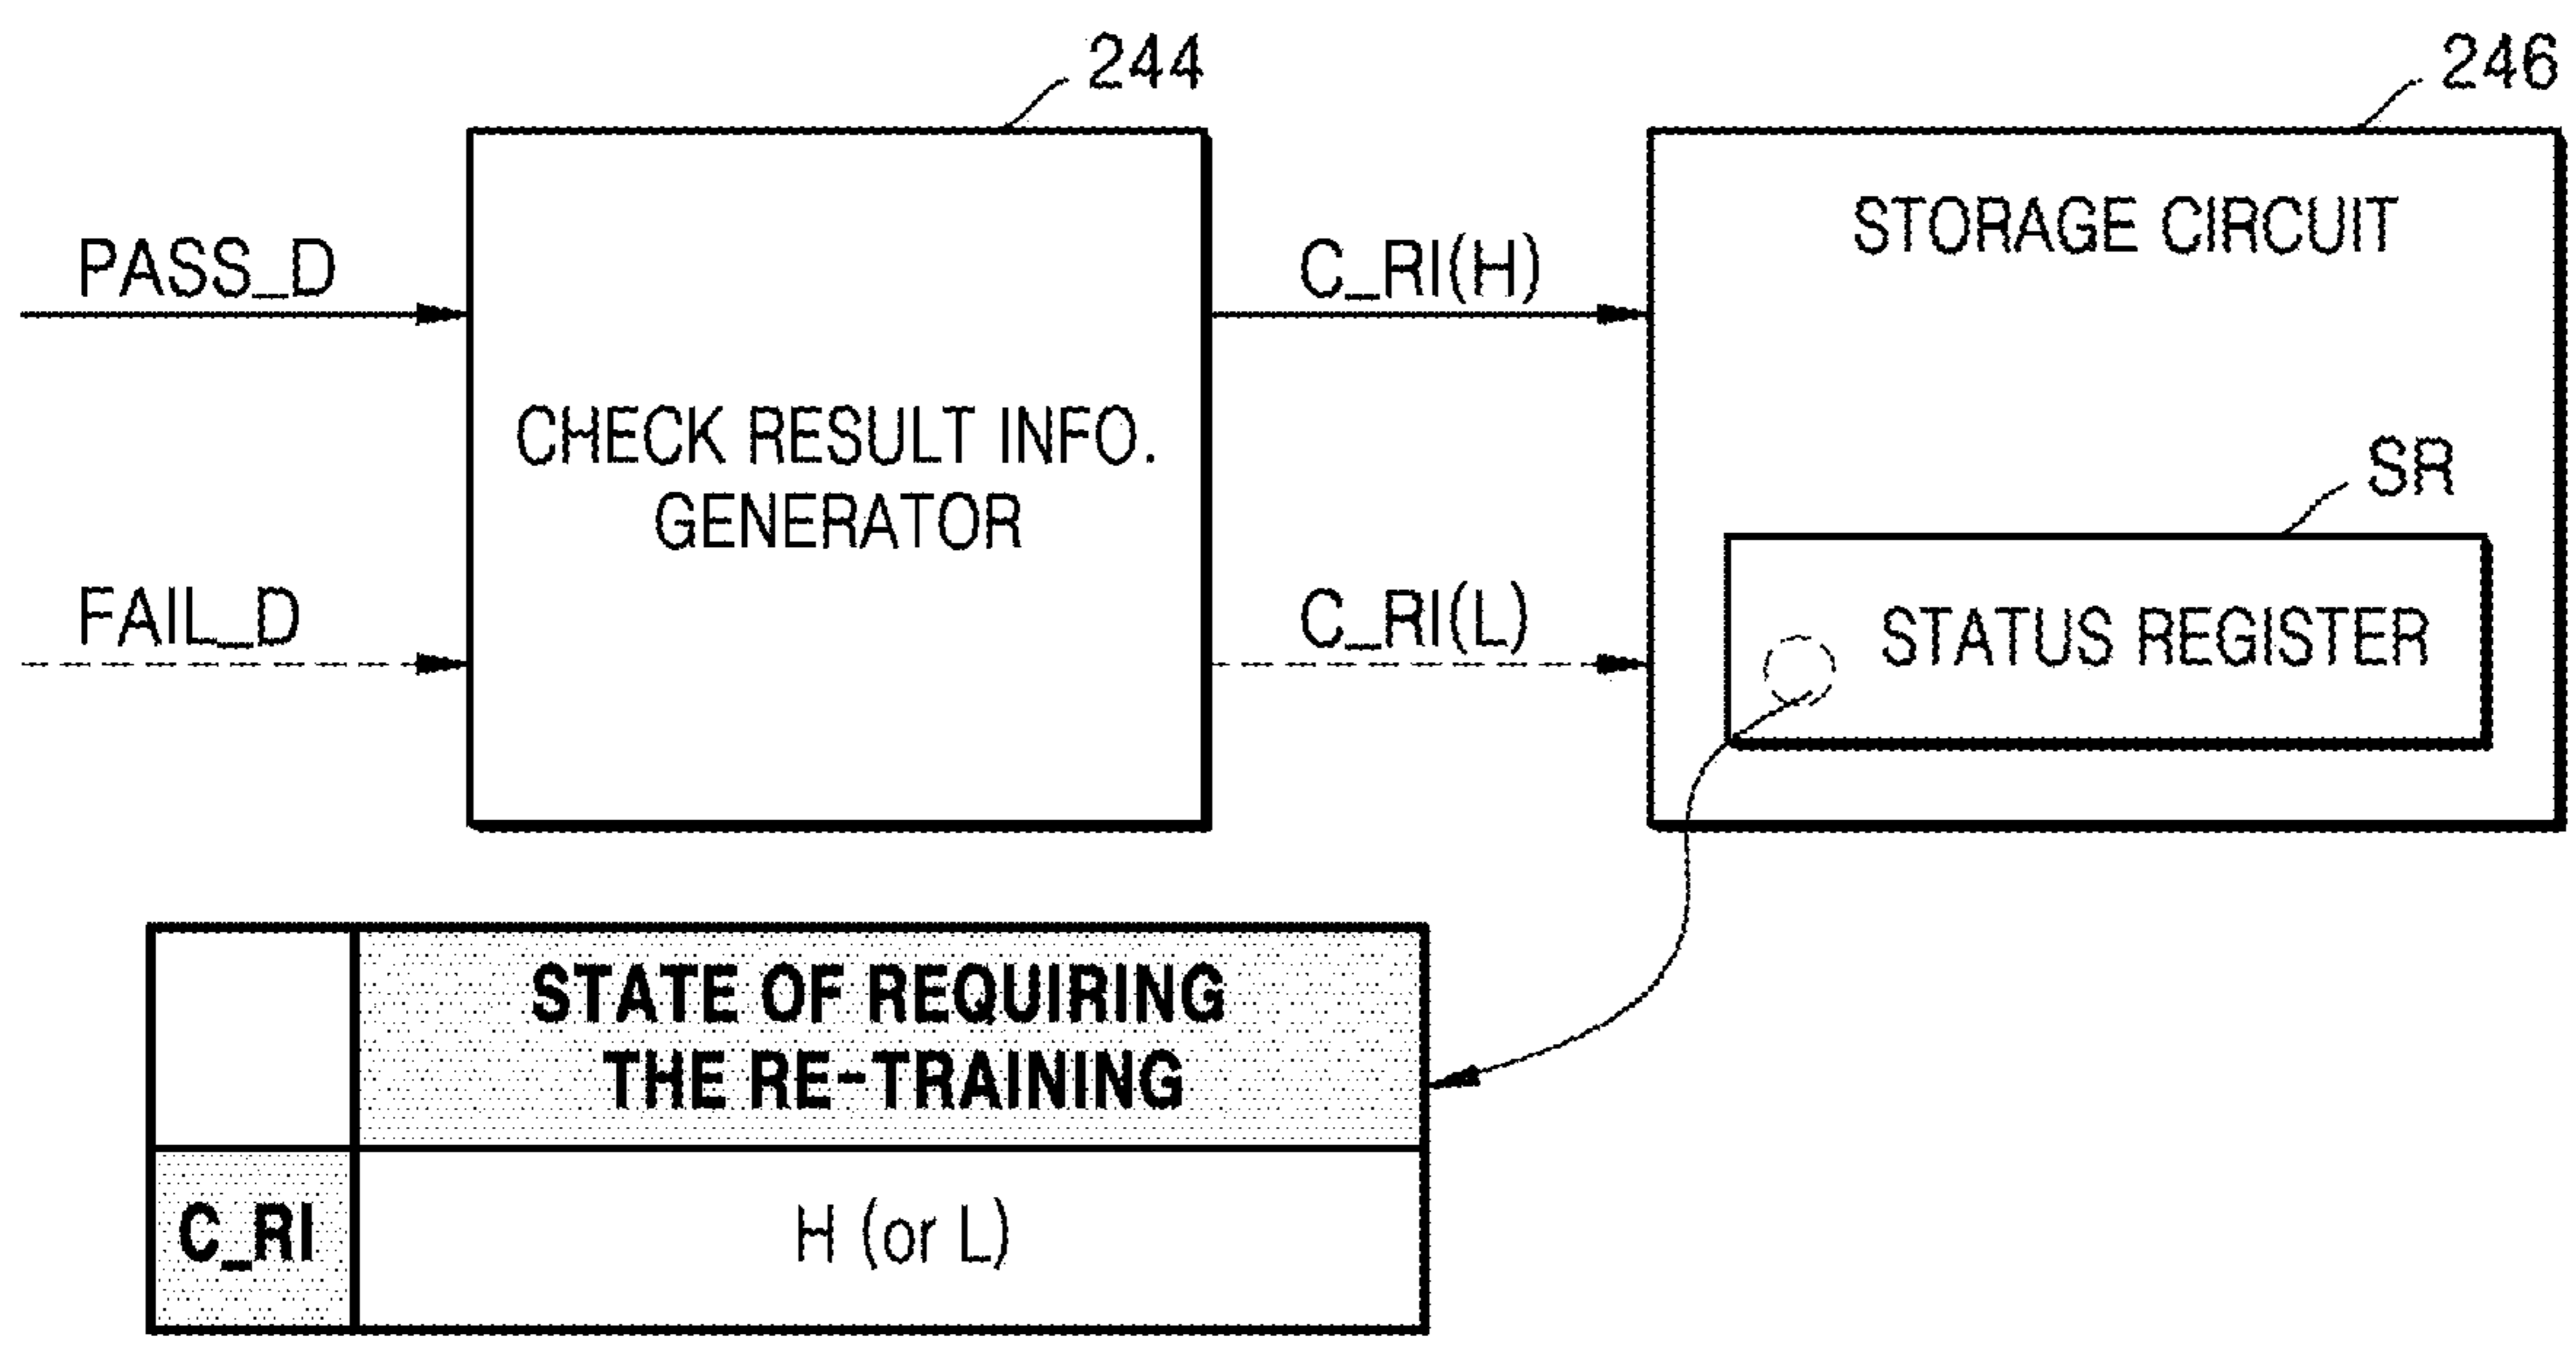 244
246
STORAGE CIRCUIT
PASS_D
C_RI(H)
CHECK RESULT INFO.
GENERATOR
SR
FAIL_D
C_RI(L)
STATUS REGISTER
STATE OF REQUIRING
THE RE-TRAINING
C_RI
H (or L)